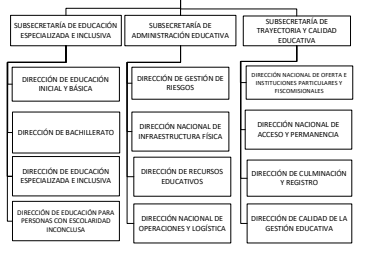 SUBSECRETARÍA DE EDUCACIÓN
ESPECIALIZADA E INCLUSIVA
SUBSECRETARÍA DE
ADMINISTRACIÓN EDUCATIVA
SUBSECRETARÍA DE
TRAYECTORIA Y CALIDAD
EDUCATIVA
DIRECCIÓN DE EDUCACIÓN
INICIAL Y BÁSICA
DIRECCIÓN DE BACHILLERATO
DIRECCIÓN DE EDUCACIÓN
ESPECIALIZADA E INCLUSIVA
DIRECCIÓN DE EDUCACIÓN PARA
PERSONAS CON ESCOLARIDAD
INCONCLUSA
DIRECCIÓN DE GESTIÓN DE
RIESGOS
DIRECCIÓN NACIONAL DE
INFRAESTRUCTURA FÍSICA
DIRECCIÓN DE RECURSOS
EDUCATIVOS
DIRECCIÓN NACIONAL DE
OPERACIONES Y LOGÍSTICA
DIRECCIÓN NACIONAL DE OFERTA E
INSTITUCIONES PARTICULARES Y
FISCOMISIONALES
DIRECCIÓN NACIONAL DE
ACCESO Y PERMANENCIA
DIRECCIÓN DE CULMINACIÓN
Y REGISTRO
DIRECCIÓN DE CALIDAD DE LA
GESTIÓN EDUCATIVA